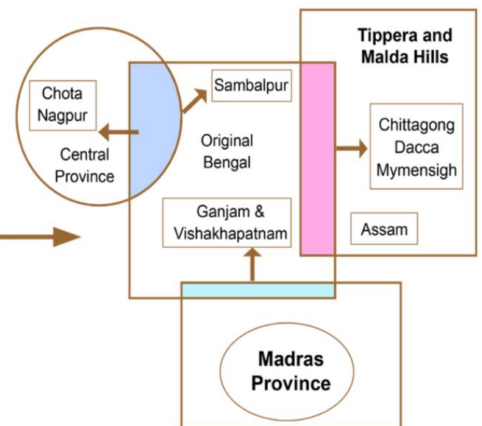 Tippera and
Malda Hills
Chota
Nagpur
Sambalpur
Central
Province
Original
Bengal
Chittagong
Dacca
Mymensigh
Ganjam &
Vishakhapatnam
Assam
Madras
Province